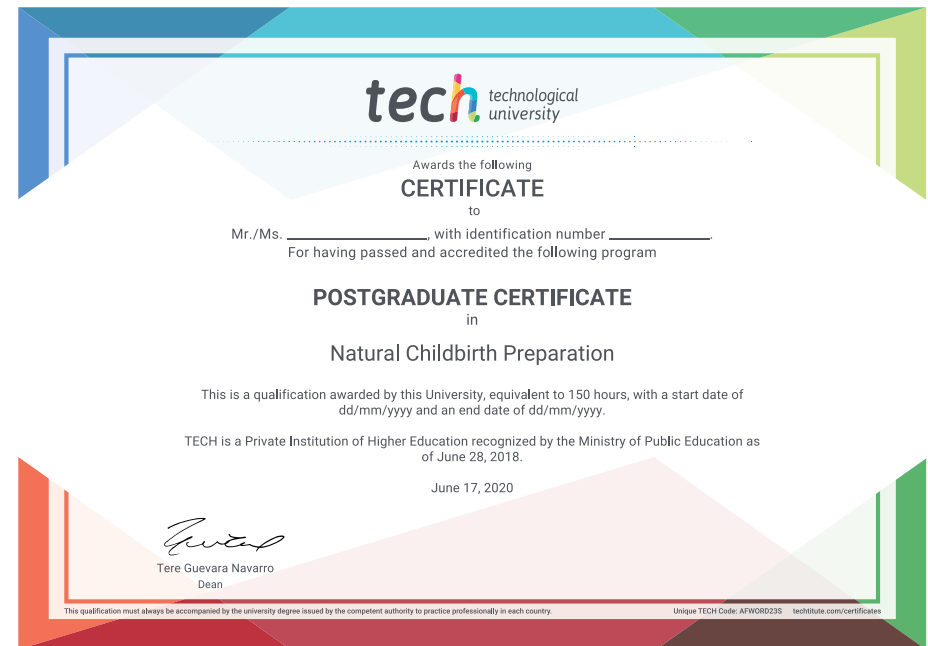 tech technological
university
Awards the following
CERTIFICATE
to
Mr./Ms. ____________________, with identification number ______________.
For having passed and accredited the following program
POSTGRADUATE CERTIFICATE
in
Natural Childbirth Preparation
This is a qualification awarded by this University, equivalent to 150 hours, with a start date of
dd/mm/yyyy and an end date of dd/mm/yyyy.
TECH is a Private Institution of Higher Education recognized by the Ministry of Public Education as
of June 28, 2018.
June 17, 2020
Tere Guevara Navarro
Dean
This qualification must always be accompanied by the university degree issued by the competent authority to practice professionally in each country.
Unique TECH Code: AFWORD23S techtitute.com/certificates